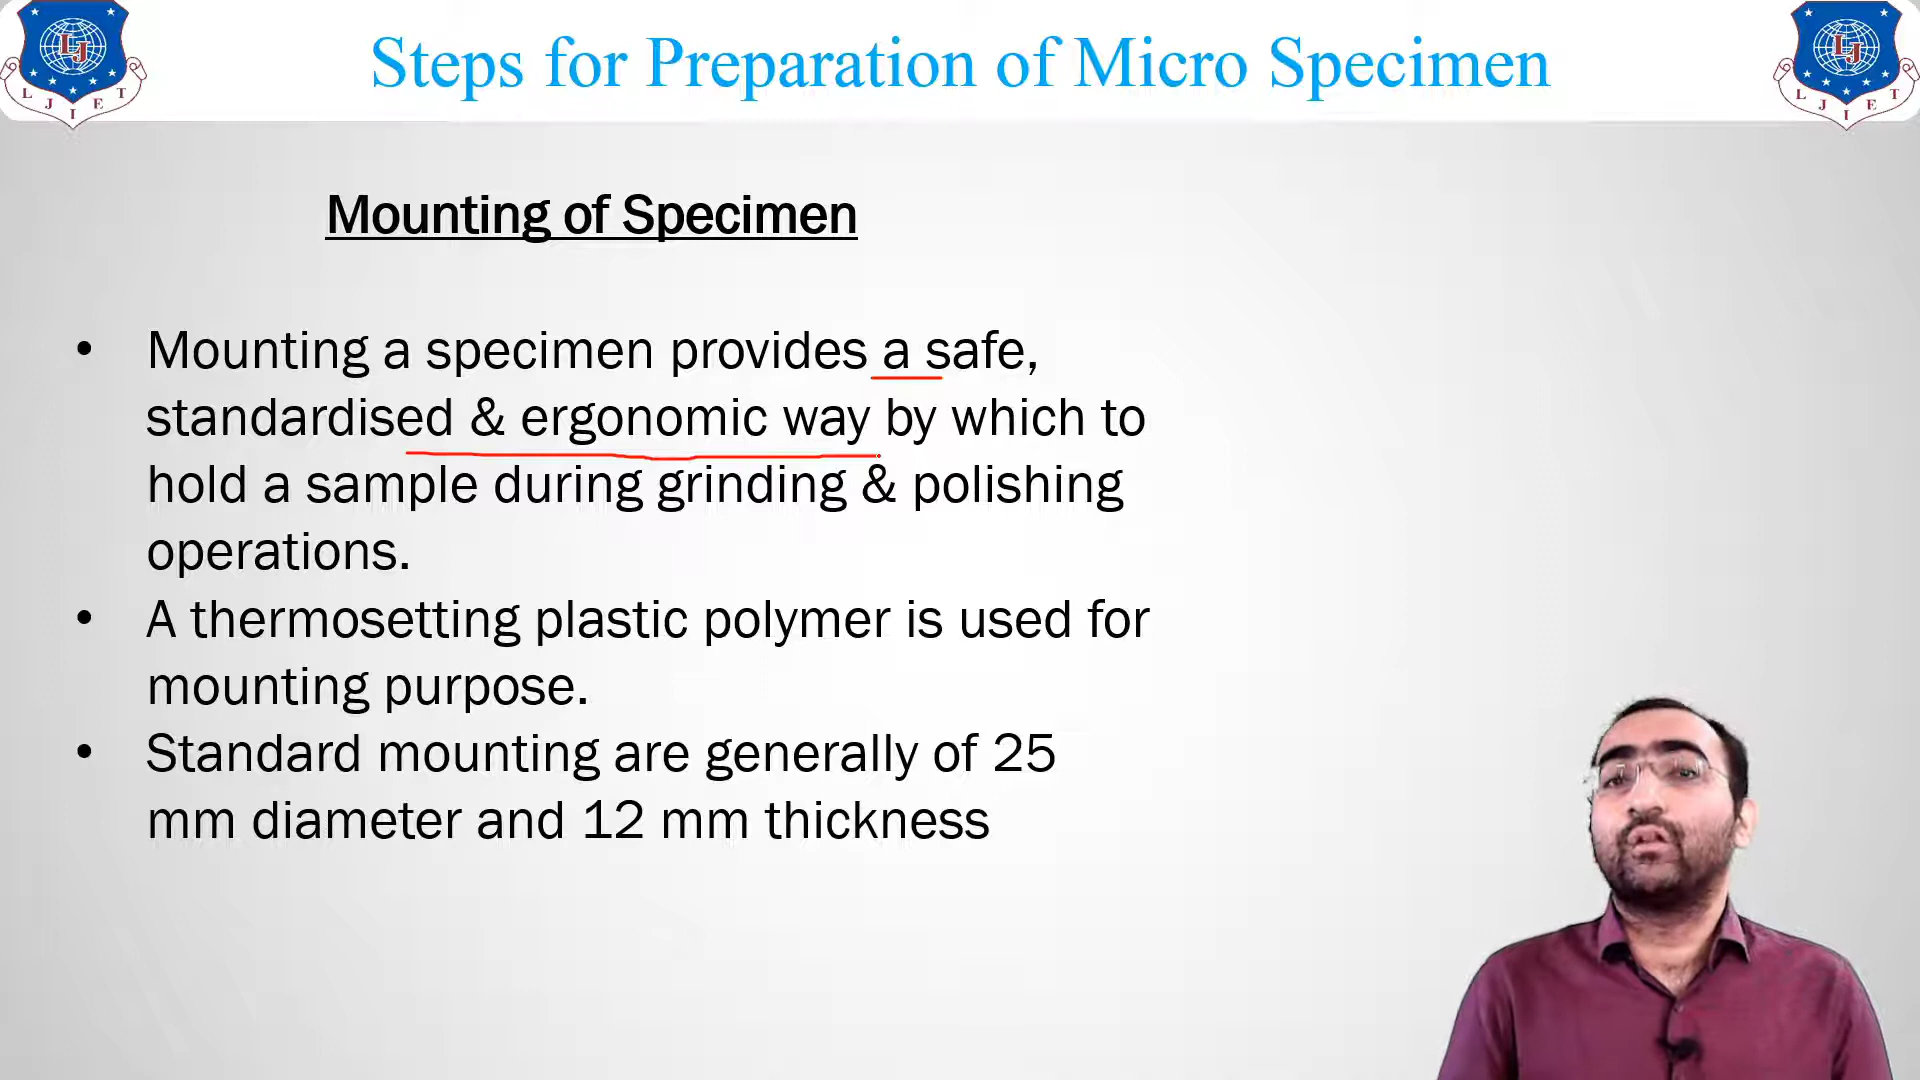 LJ
L J I E T
Steps for Preparation of Micro Specimen
LJ
L J I E T
Mounting of Specimen
• Mounting a specimen provides a safe,
standardised & ergonomic way by which to
hold a sample during grinding & polishing
operations.
• A thermosetting plastic polymer is used for
mounting purpose.
• Standard mounting are generally of 25
mm diameter and 12 mm thickness